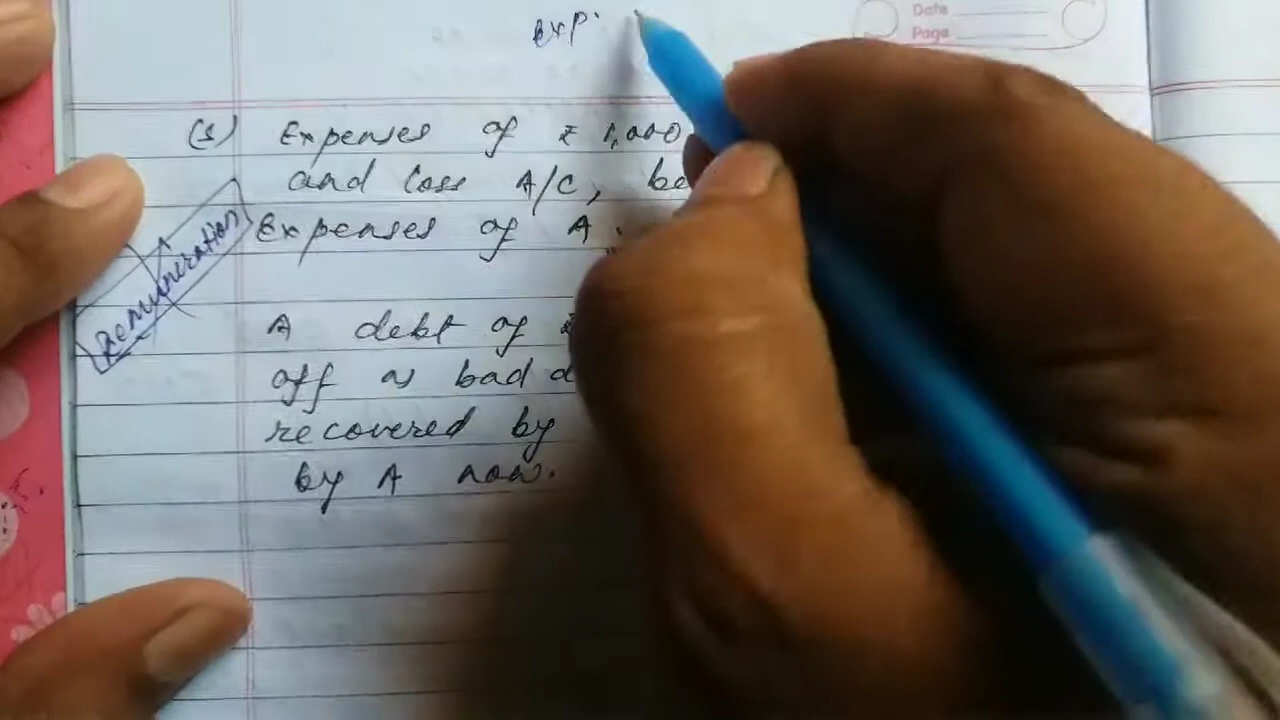 Date
Page
Exp.
(s) Expenses of ₹ 1,000
and loss A/C, be
Expenses of A.
Remuneration
A debt of
off as bad d
recovered by
by A now.